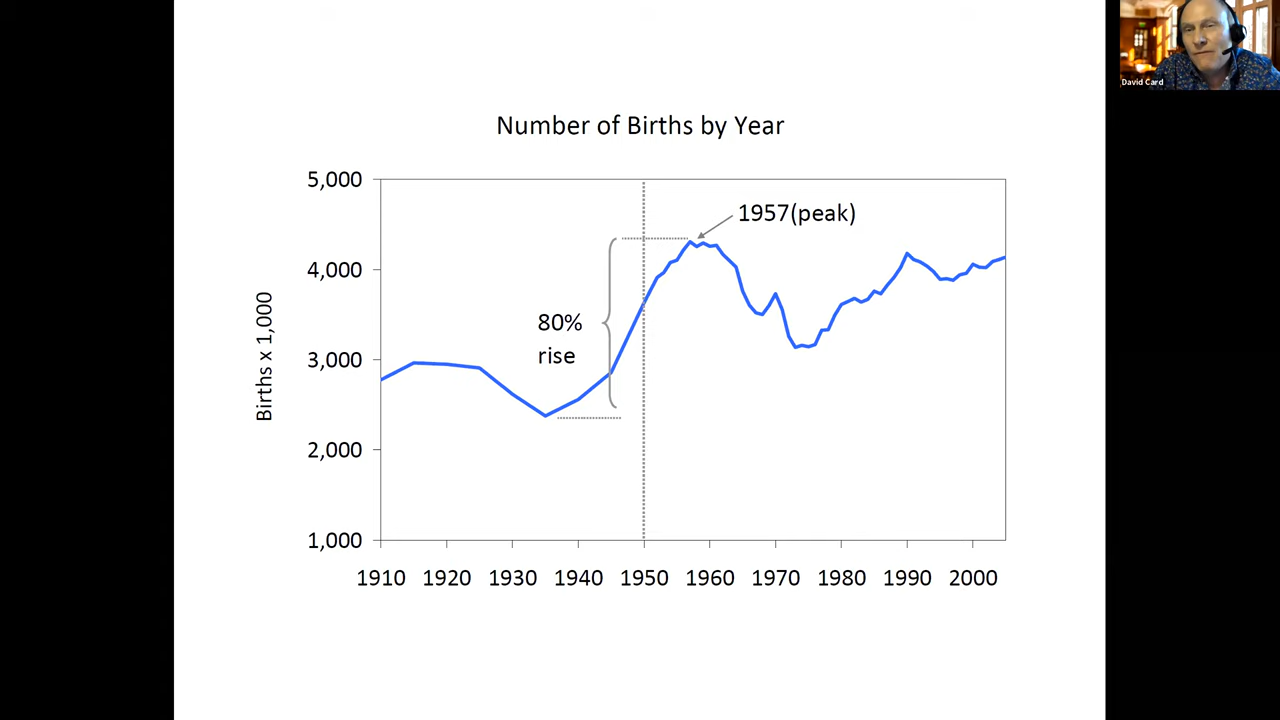 David Card
Number of Births by Year
5,000
4,000
3,000
2,000
1,000
Births x 1,000
1957(peak)
80%
rise
1910 1920 1930 1940 1950 1960 1970 1980 1990 2000